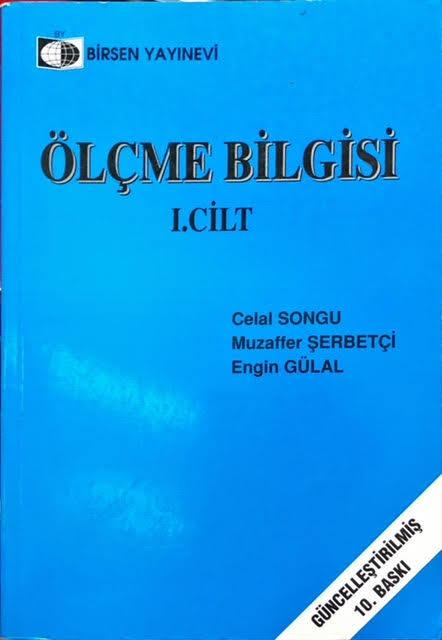 BY
BİRSEN YAYINEVİ
ÖLÇME BİLGİSİ
I.CİLT
Celal SONGU
Muzaffer ŞERBETÇİ
Engin GÜLAL
GÜNCELLEŞTİRİLMİŞ
10. BASKI